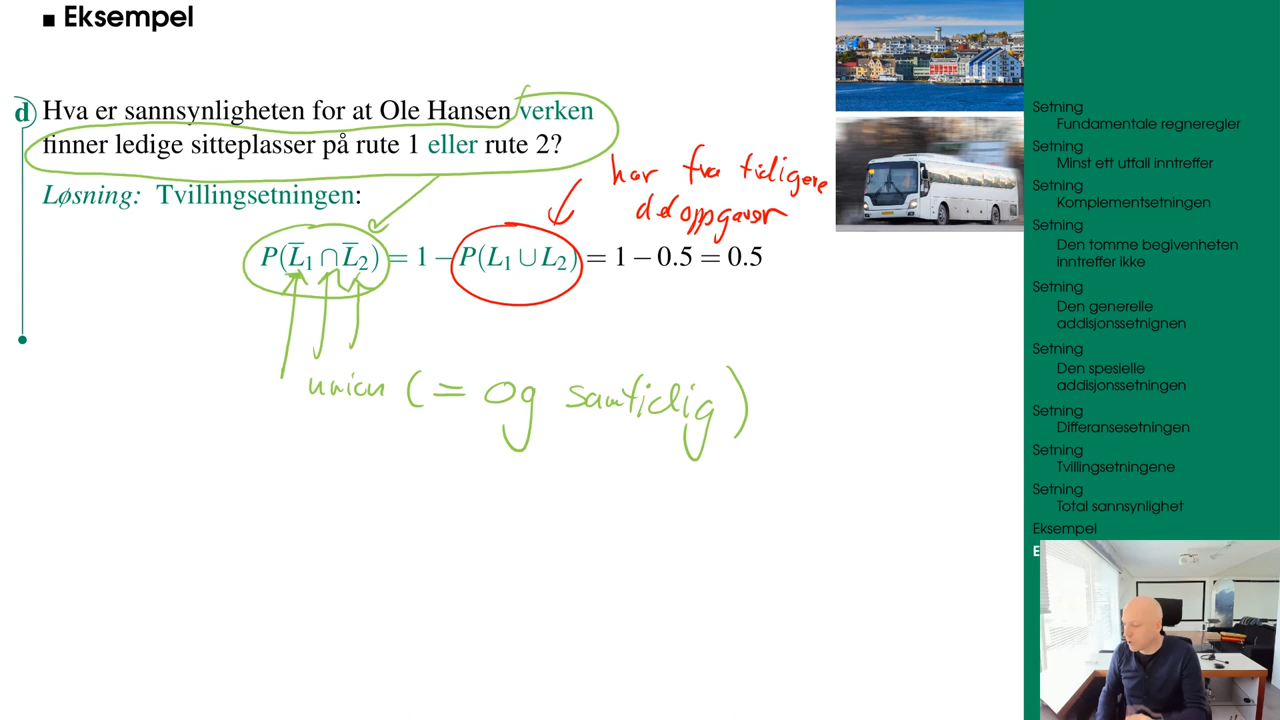 ▪ Eksempel
d Hva er sannsynligheten for at Ole Hansen verken
finner ledige sitteplasser på rute 1 eller rute 2?
Løsning: Tvillingsetningen:
har fra tidligere
deloppgaver
P(L̅₁ ∩ L̅₂) = 1 − P(L₁ ∪ L₂) = 1 − 0.5 = 0.5
union (= og samtidig)
Setning
Fundamentale regneregler
Setning
Minst ett utfall inntreffer
Setning
Komplementsetningen
Setning
Den tomme begivenheten
inntreffer ikke
Setning
Den generelle
addisjonssetnignen
Setning
Den spesielle
addisjonssetningen
Setning
Differansesetningen
Setning
Tvillingsetningene
Setning
Total sannsynlighet
Eksempel
E